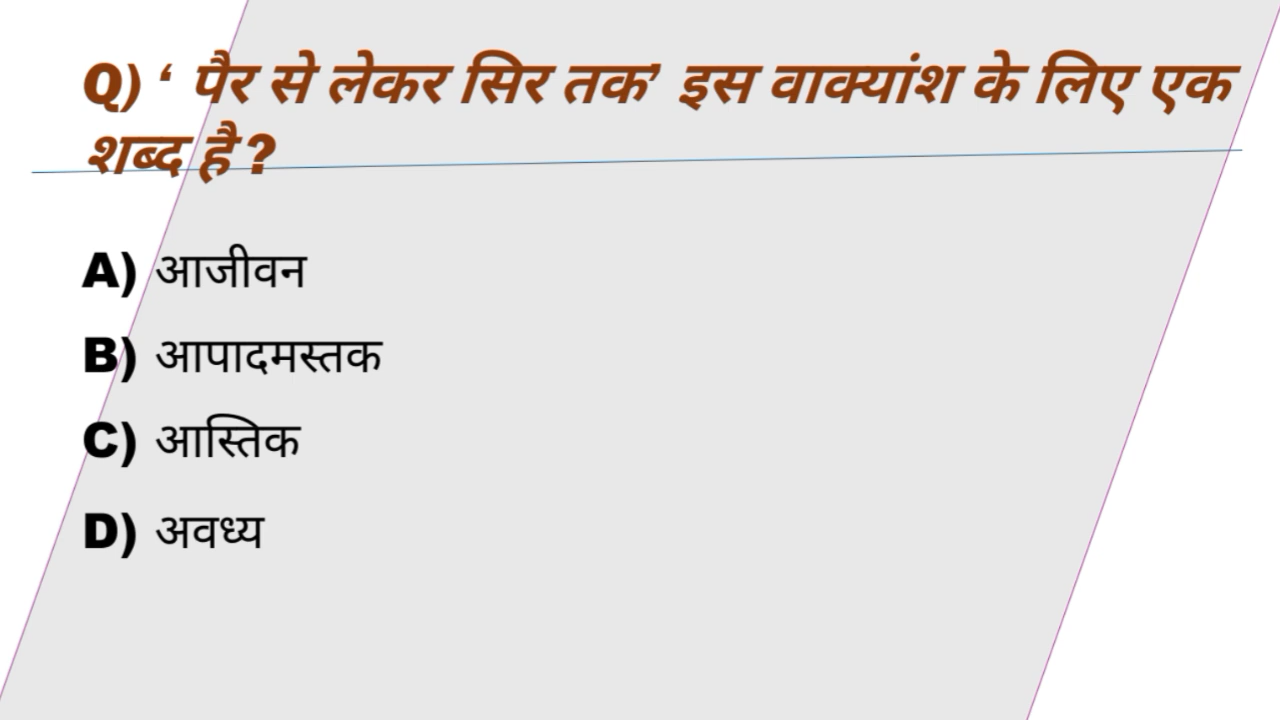 Q) ‘ पैर से लेकर सिर तक’ इस वाक्यांश के लिए एक
शब्द है ?
A) आजीवन
B) आपादमस्तक
C) आस्तिक
D) अवध्य